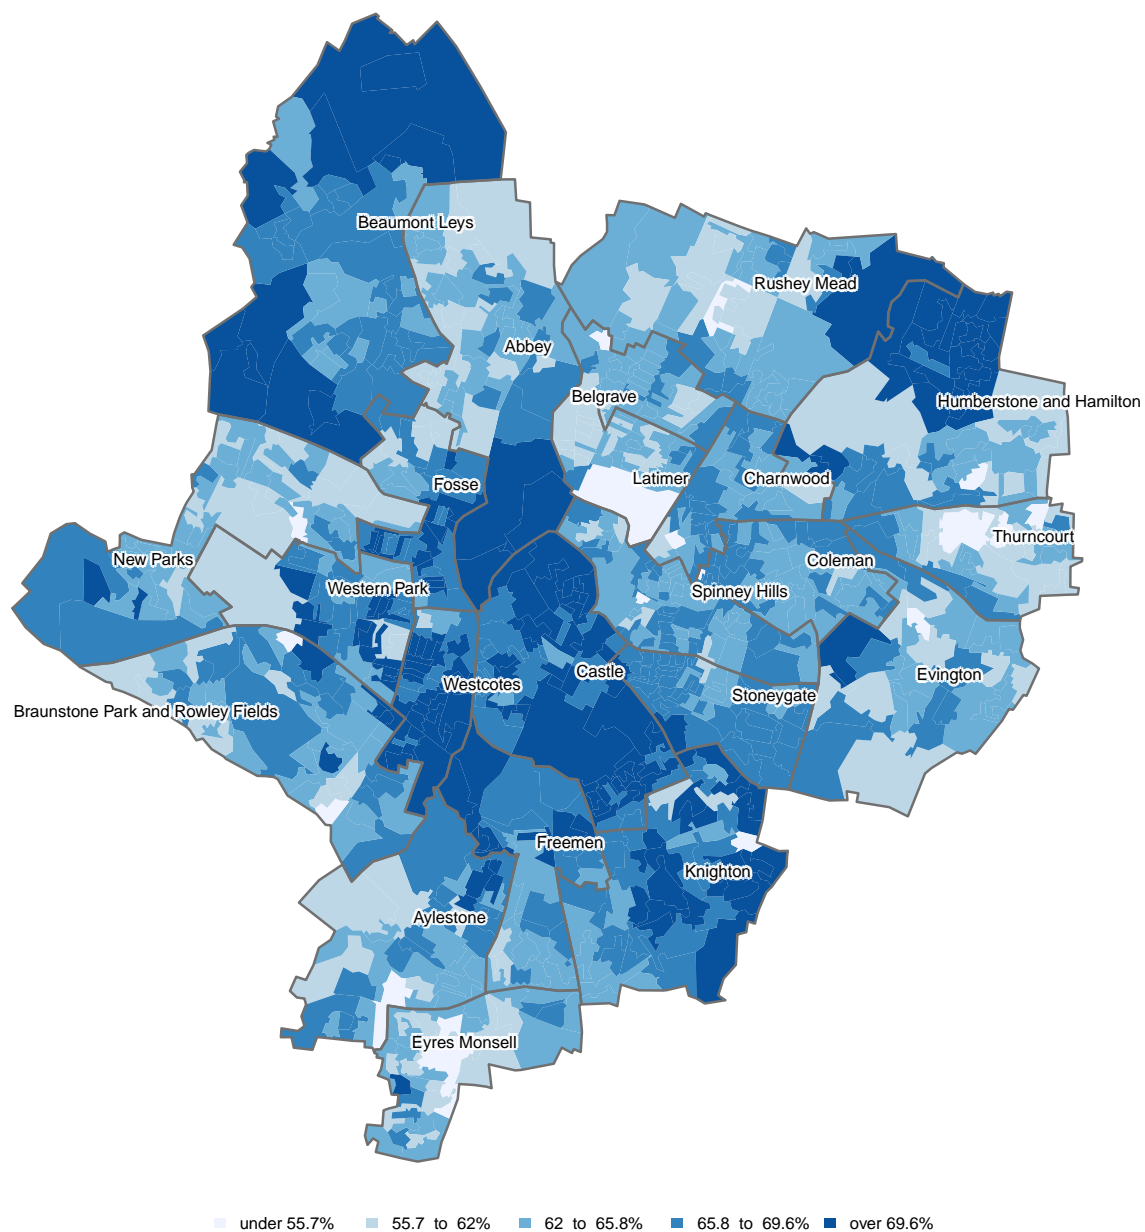 Beaumont Leys
Rushey Mead
Abbey
Belgrave
Humberstone and Hamilton
Latimer
Charnwood
Fosse
Thurncourt
New Parks
Coleman
Western Park
Spinney Hills
Castle
Evington
Westcotes
Stoneygate
Braunstone Park and Rowley Fields
Freemen
Knighton
Aylestone
Eyres Monsell
under 55.7% 55.7 to 62% 62 to 65.8% 65.8 to 69.6% over 69.6%